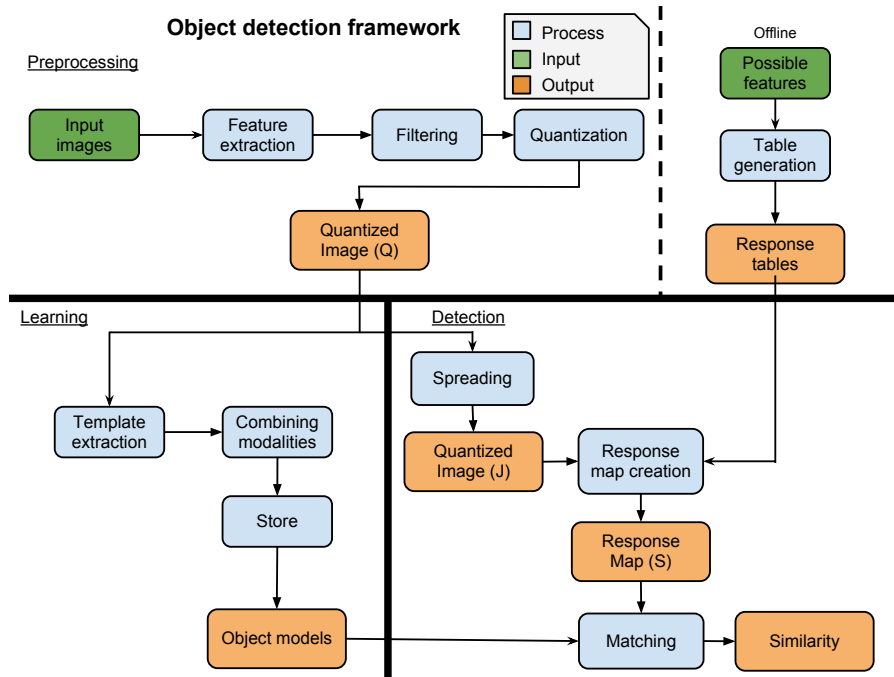 Object detection framework
Process
Input
Output
Offline
Preprocessing
Possible
features
Input
images
Feature
extraction
Filtering
Quantization
Table
generation
Quantized
Image (Q)
Response
tables
Learning
Detection
Spreading
Template
extraction
Combining
modalities
Quantized
Image (J)
Response
map creation
Store
Response
Map (S)
Object models
Matching
Similarity